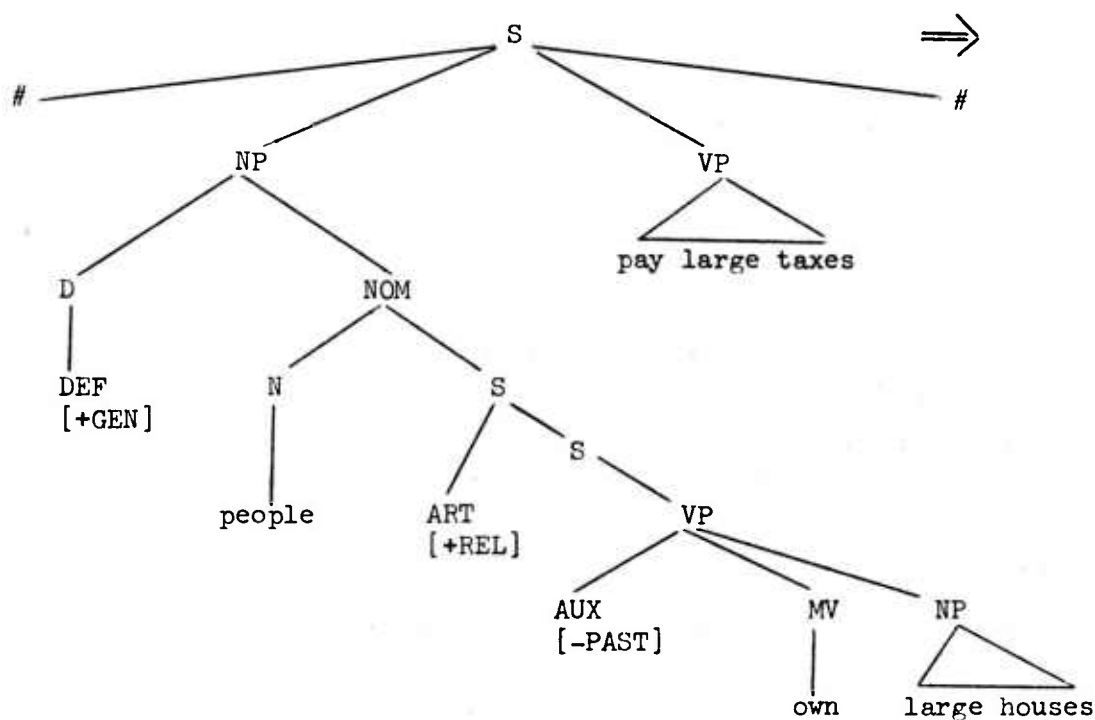 S ⇒
# #
NP VP
pay large taxes
D NOM
DEF N S
[+GEN]
S
people ART VP
[+REL]
AUX MV NP
[-PAST]
own large houses